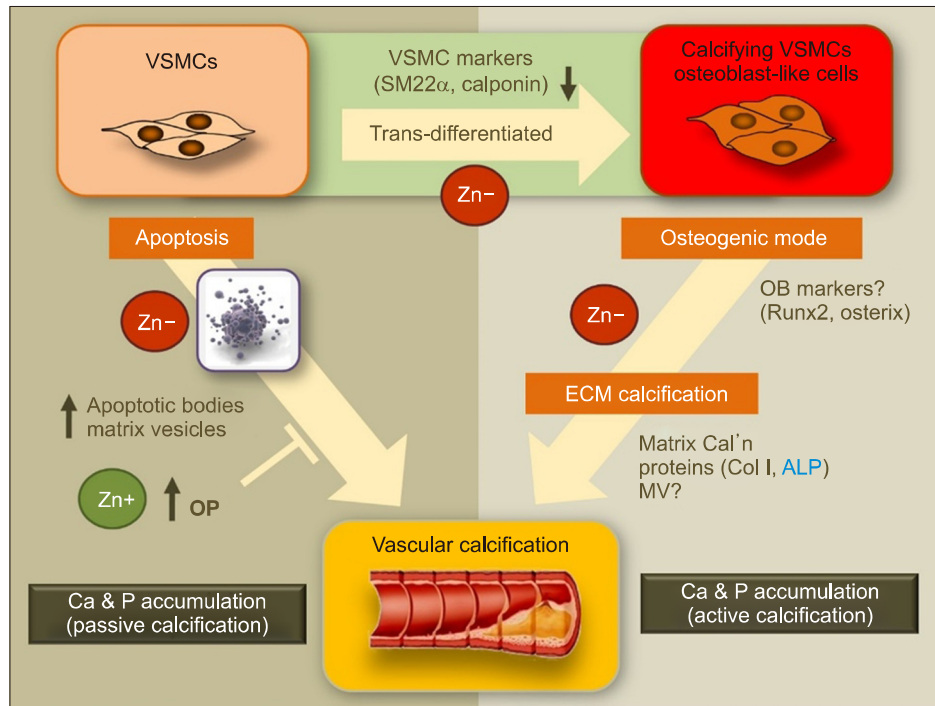 VSMCs
VSMC markers
(SM22α, calponin)
Trans-differentiated
Zn−
Calcifying VSMCs
osteoblast-like cells
Apoptosis
Zn−
Apoptotic bodies
matrix vesicles
Zn+
OP
Osteogenic mode
OB markers?
(Runx2, osterix)
Zn−
ECM calcification
Matrix Cal'n
proteins (Col I, ALP)
MV?
Vascular calcification
Ca & P accumulation
(passive calcification)
Ca & P accumulation
(active calcification)